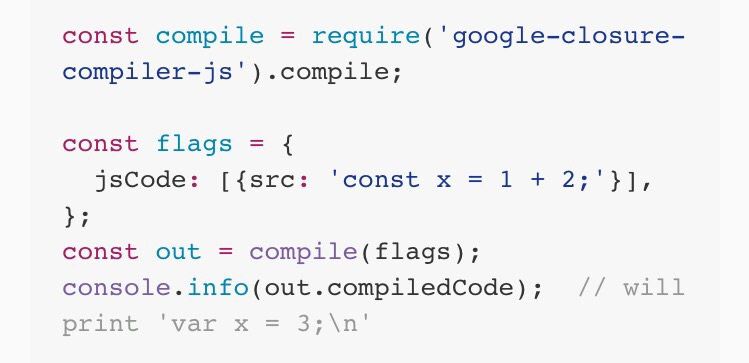 const compile = require('google-closure-
compiler-js').compile;
const flags = {
  jsCode: [{src: 'const x = 1 + 2;'}],
};
const out = compile(flags);
console.info(out.compiledCode);  // will
print 'var x = 3;\n'